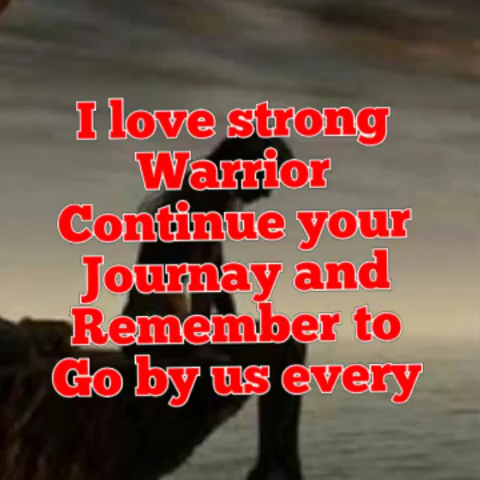 I love strong
Warrior
Continue your
Journay and
Remember to
Go by us every